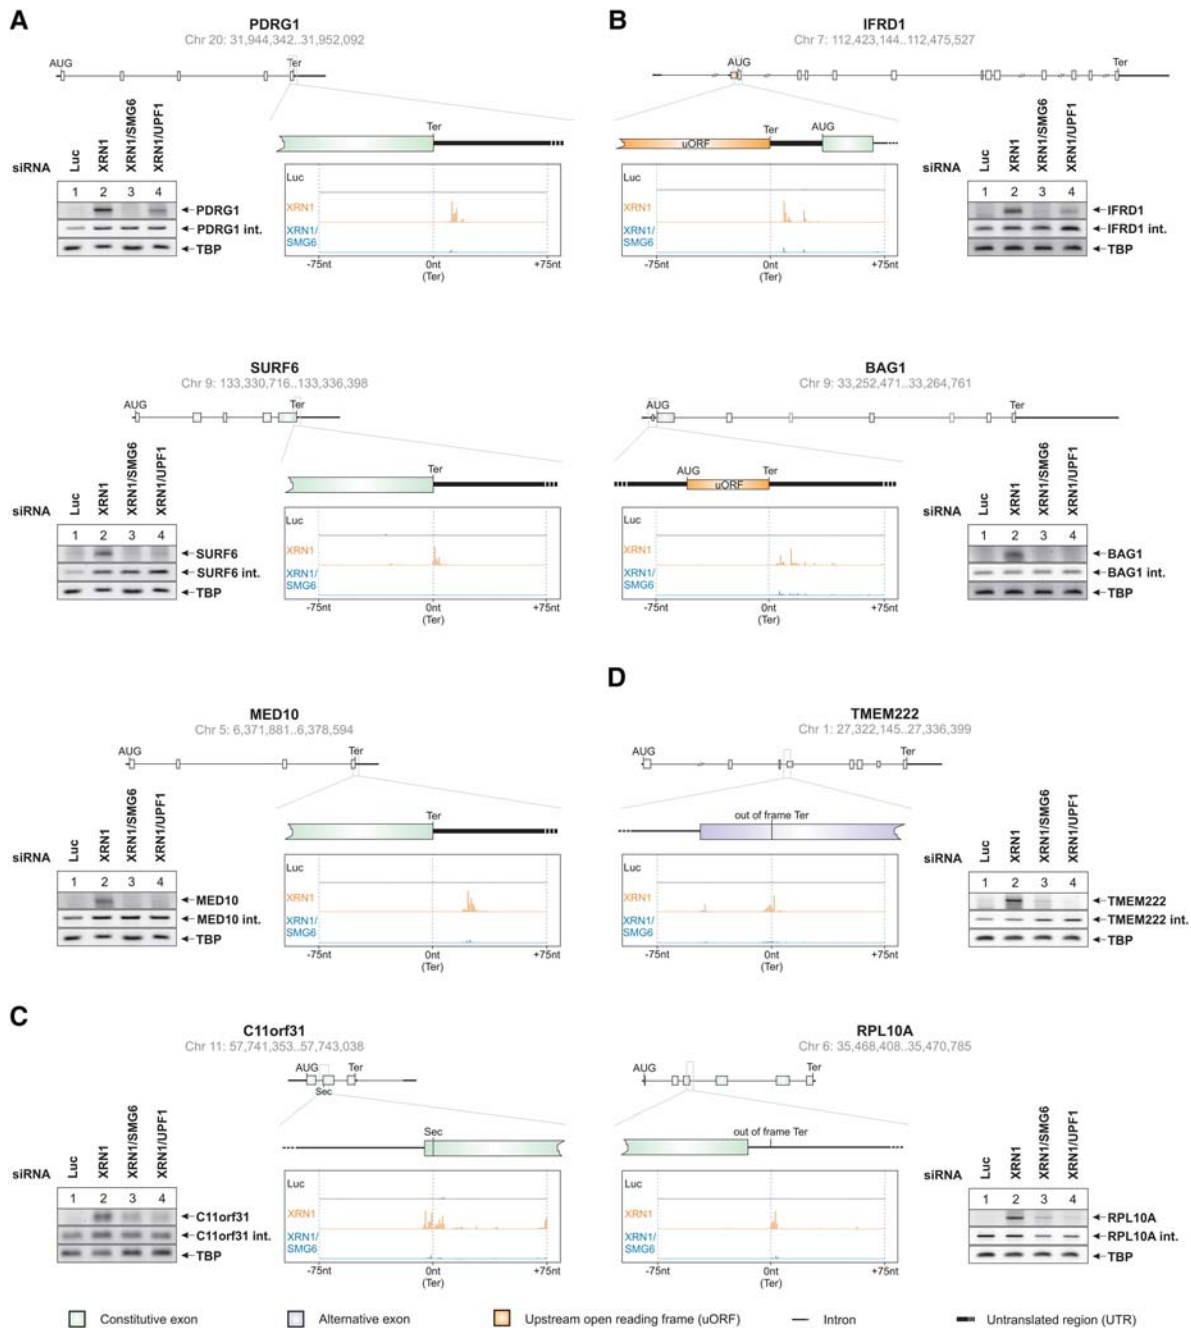 A
PDRG1
Chr 20: 31,944,342..31,952,092
AUG
Ter
siRNA
Luc
XRN1
XRN1/SMG6
XRN1/UPF1
1 2 3 4
PDRG1
PDRG1 int.
TBP
Ter
Luc
XRN1
XRN1/
SMG6
-75nt 0nt +75nt
(Ter)
B
IFRD1
Chr 7: 112,423,144..112,475,527
AUG
Ter
uORF
Ter
AUG
Luc
XRN1
XRN1/
SMG6
-75nt 0nt +75nt
(Ter)
siRNA
Luc
XRN1
XRN1/SMG6
XRN1/UPF1
1 2 3 4
IFRD1
IFRD1 int.
TBP
SURF6
Chr 9: 133,330,716..133,336,398
AUG
Ter
siRNA
Luc
XRN1
XRN1/SMG6
XRN1/UPF1
1 2 3 4
SURF6
SURF6 int.
TBP
Ter
Luc
XRN1
XRN1/
SMG6
-75nt 0nt +75nt
(Ter)
BAG1
Chr 9: 33,252,471..33,264,761
AUG
Ter
AUG
uORF
Ter
Luc
XRN1
XRN1/
SMG6
-75nt 0nt +75nt
(Ter)
siRNA
Luc
XRN1
XRN1/SMG6
XRN1/UPF1
1 2 3 4
BAG1
BAG1 int.
TBP
MED10
Chr 5: 6,371,881..6,378,594
AUG
Ter
siRNA
Luc
XRN1
XRN1/SMG6
XRN1/UPF1
1 2 3 4
MED10
MED10 int.
TBP
Ter
Luc
XRN1
XRN1/
SMG6
-75nt 0nt +75nt
(Ter)
D
TMEM222
Chr 1: 27,322,145..27,336,399
AUG
Ter
out of frame Ter
Luc
XRN1
XRN1/
SMG6
-75nt 0nt +75nt
(Ter)
siRNA
Luc
XRN1
XRN1/SMG6
XRN1/UPF1
1 2 3 4
TMEM222
TMEM222 int.
TBP
C
C11orf31
Chr 11: 57,741,353..57,743,038
AUG
Ter
Sec
siRNA
Luc
XRN1
XRN1/SMG6
XRN1/UPF1
1 2 3 4
C11orf31
C11orf31 int.
TBP
Sec
Luc
XRN1
XRN1/
SMG6
-75nt 0nt +75nt
(Ter)
RPL10A
Chr 6: 35,468,408..35,470,785
AUG
Ter
out of frame Ter
Luc
XRN1
XRN1/
SMG6
-75nt 0nt +75nt
(Ter)
siRNA
Luc
XRN1
XRN1/SMG6
XRN1/UPF1
1 2 3 4
RPL10A
RPL10A int.
TBP
Constitutive exon
Alternative exon
Upstream open reading frame (uORF)
Intron
Untranslated region (UTR)